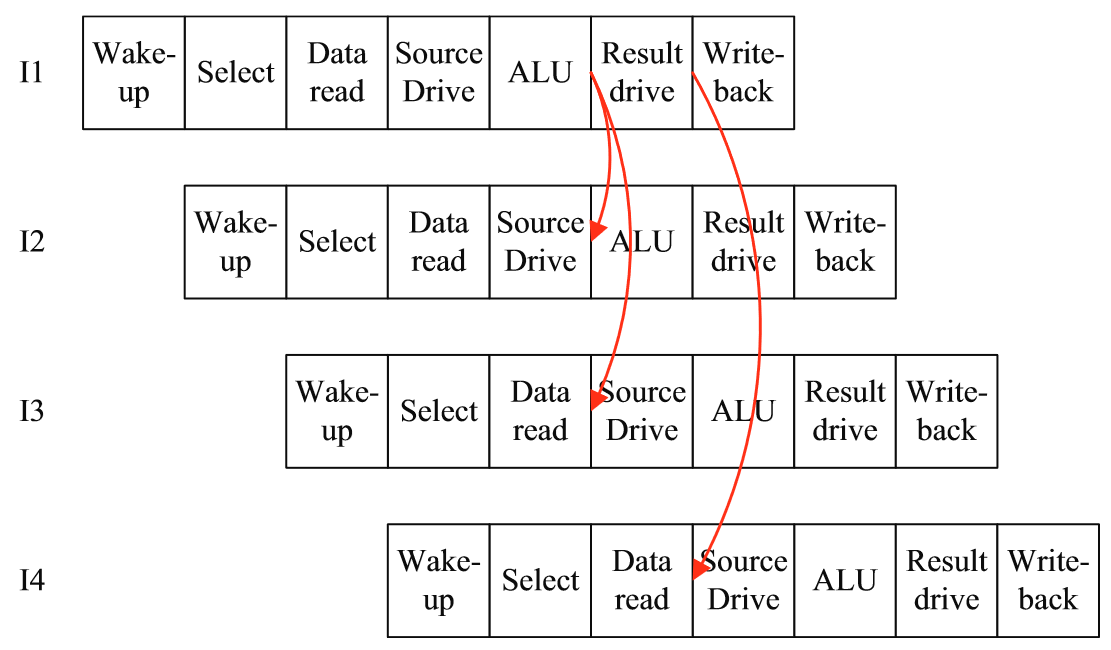 I1 Wake- Data Source Result Write-
up Select read Drive ALU drive back
I2 Wake- Data Source Result Write-
up Select read Drive ALU drive back
I3 Wake- Data Source Result Write-
up Select read Drive ALU drive back
I4 Wake- Data Source Result Write-
up Select read Drive ALU drive back